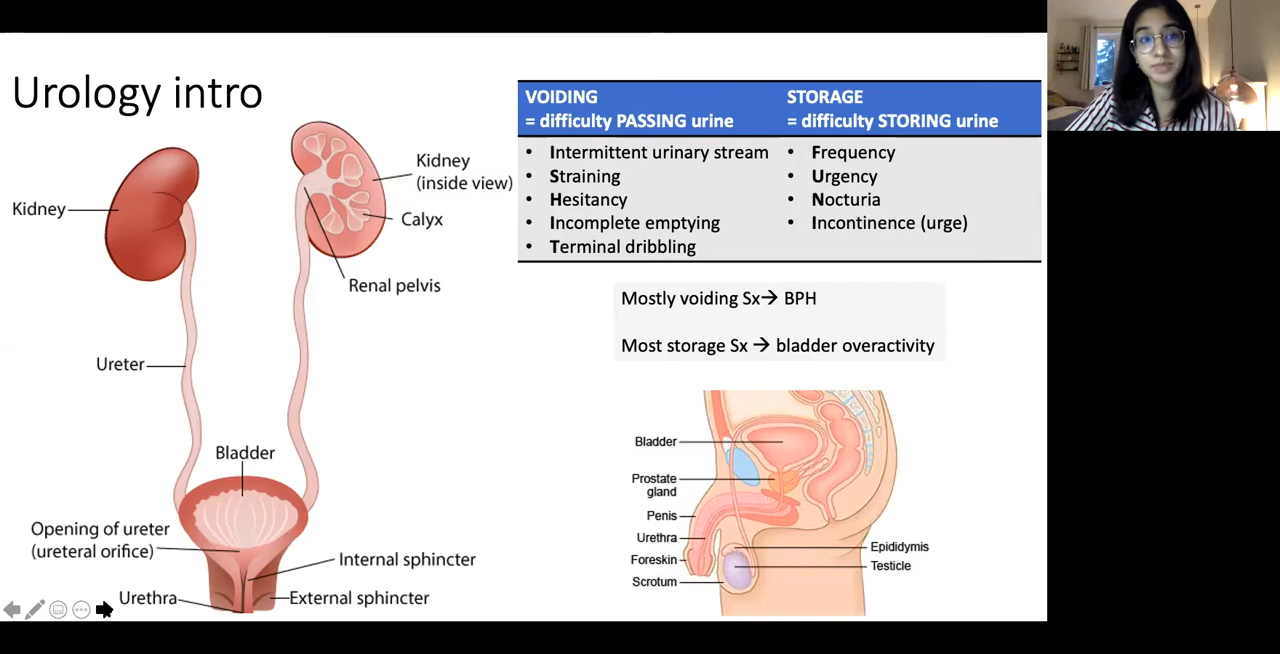 Urology intro
Kidney
Kidney
(inside view)
Calyx
Renal pelvis
Ureter
Bladder
Opening of ureter
(ureteral orifice)
Internal sphincter
Urethra
External sphincter
VOIDING
= difficulty PASSING urine
• Intermittent urinary stream
• Straining
• Hesitancy
• Incomplete emptying
• Terminal dribbling
STORAGE
= difficulty STORING urine
• Frequency
• Urgency
• Nocturia
• Incontinence (urge)
Mostly voiding Sx→ BPH
Most storage Sx → bladder overactivity
Bladder
Prostate
gland
Penis
Urethra
Foreskin
Scrotum
Epididymis
Testicle